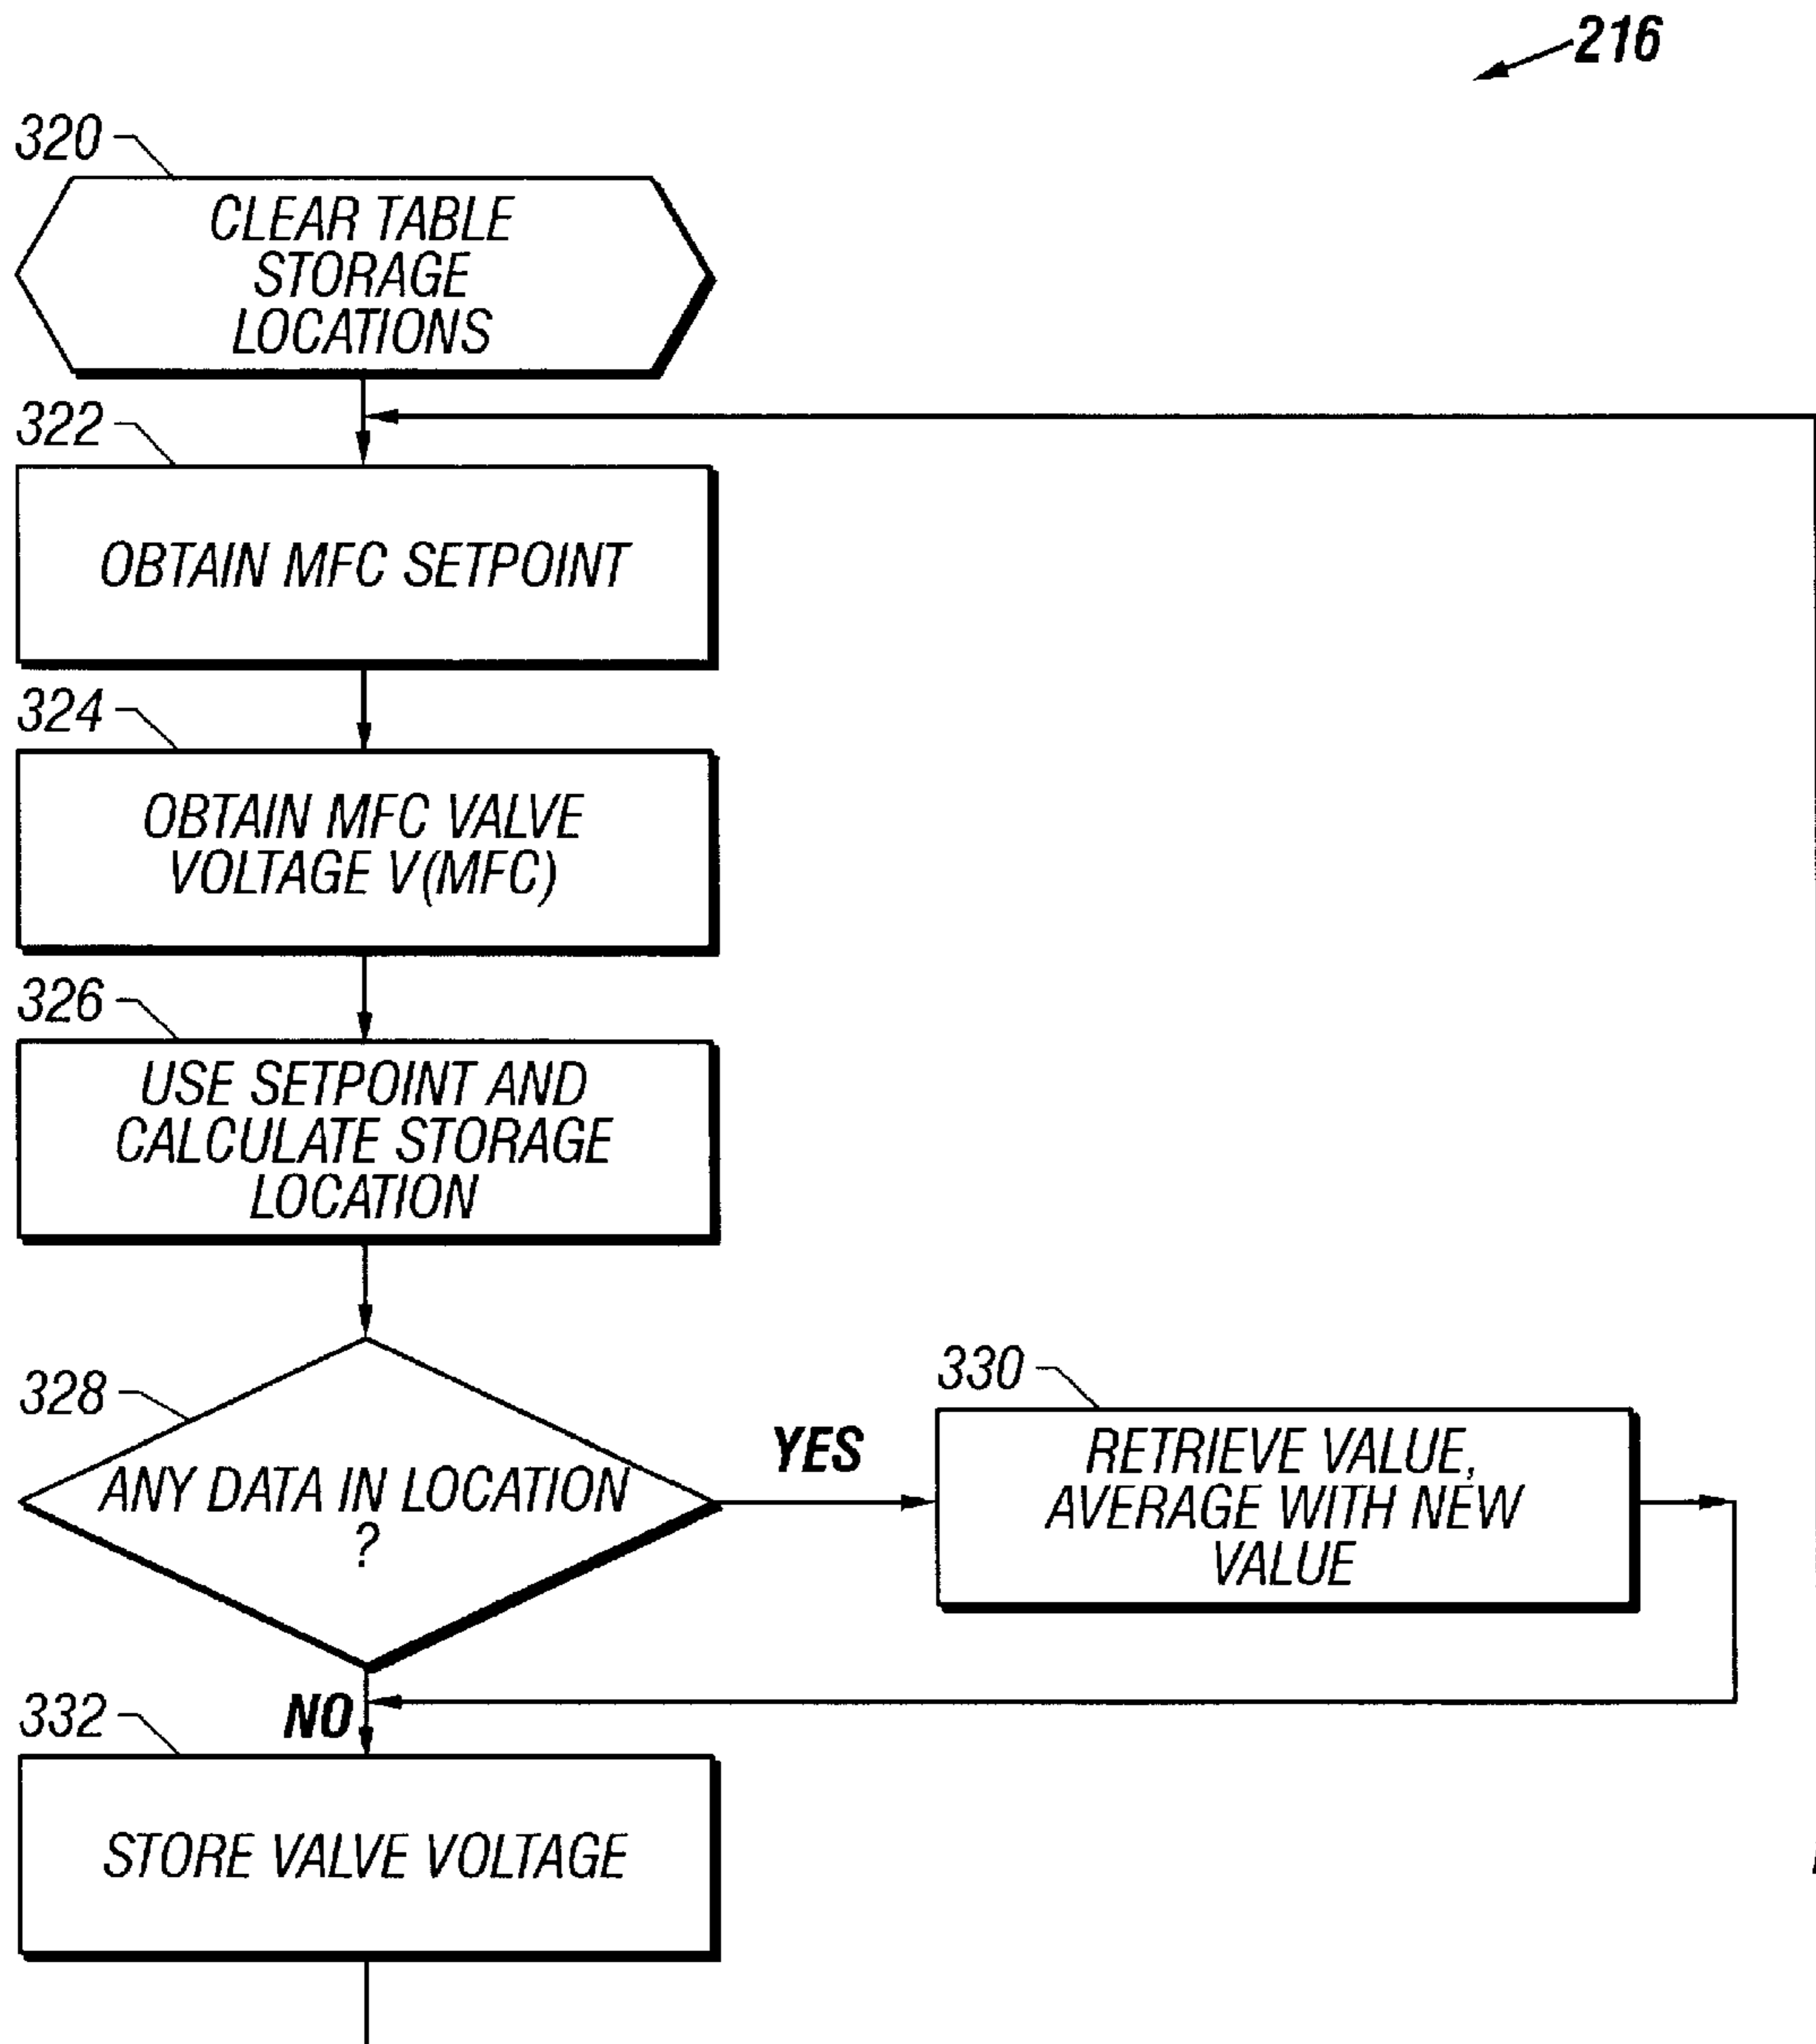 216
320
CLEAR TABLE
STORAGE
LOCATIONS
322
OBTAIN MFC SETPOINT
324
OBTAIN MFC VALVE
VOLTAGE V(MFC)
326
USE SETPOINT AND
CALCULATE STORAGE
LOCATION
328
ANY DATA IN LOCATION
?
YES
330
RETRIEVE VALUE,
AVERAGE WITH NEW
VALUE
NO
332
STORE VALVE VOLTAGE